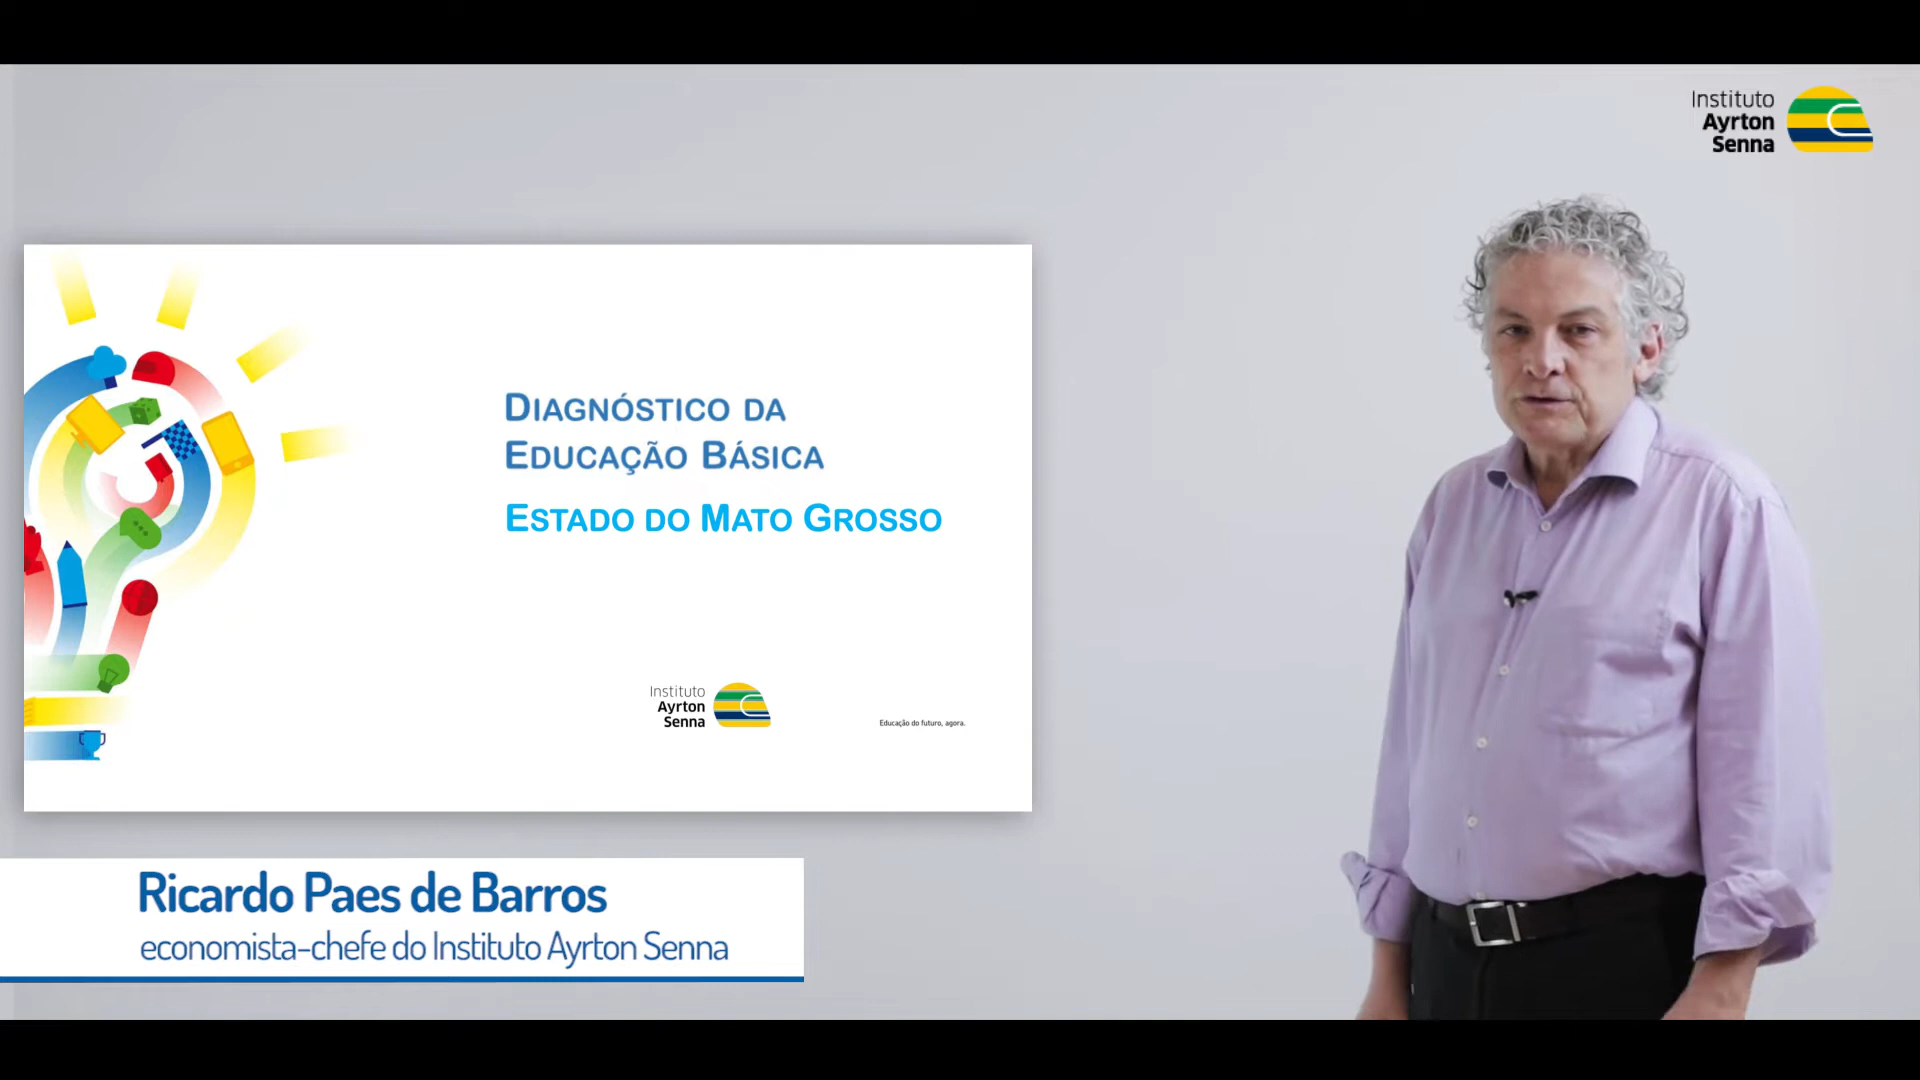 Instituto
Ayrton
Senna
DIAGNÓSTICO DA
EDUCAÇÃO BÁSICA
ESTADO DO MATO GROSSO
Instituto
Ayrton
Senna
Educação do futuro, agora.
Ricardo Paes de Barros
economista-chefe do Instituto Ayrton Senna